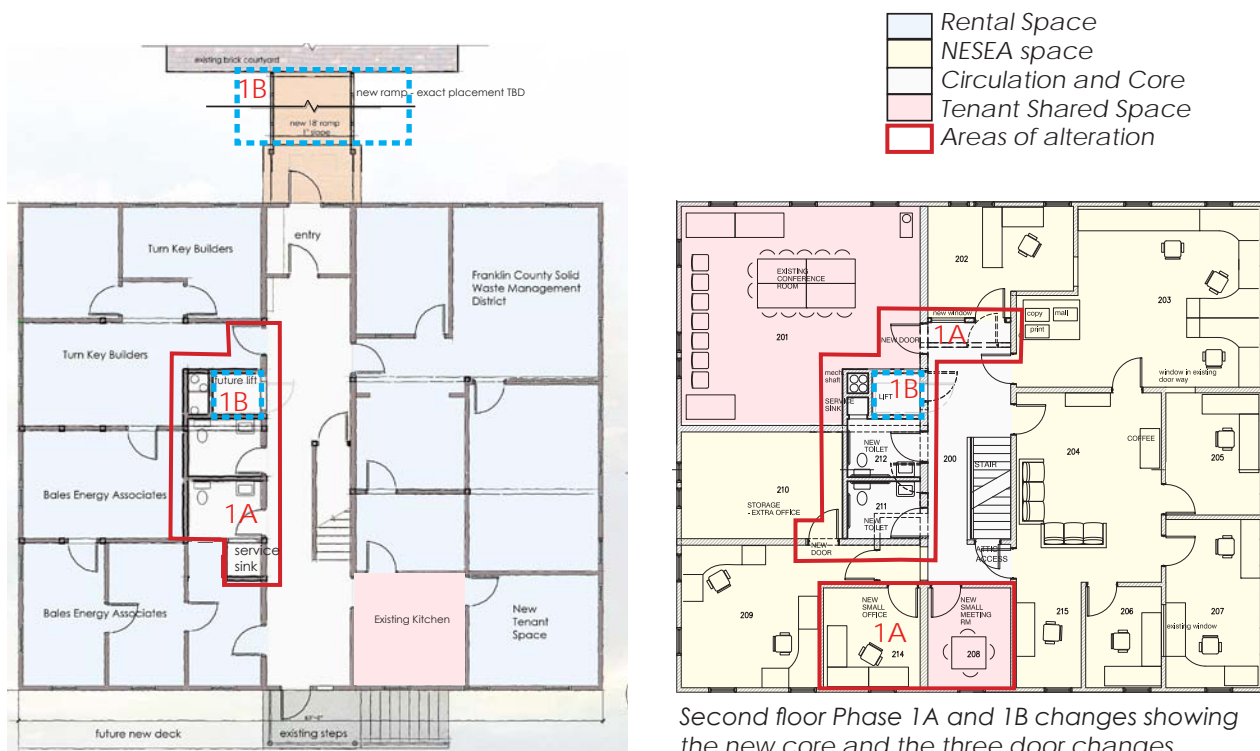 existing brick courtyard
1B
new ramp - exact placement TBD
new 18' ramp
1" slope
entry
Turn Key Builders
Franklin County Solid
Waste Management
District
Turn Key Builders
future lift
1B
Bales Energy Associates
1A
service
sink
Bales Energy Associates
Existing Kitchen
New
Tenant
Space
63'-0"
future new deck
existing steps
Rental Space
NESEA space
Circulation and Core
Tenant Shared Space
Areas of alteration
202
203
EXISTING
CONFERENCE
ROOM
copy
mail
print
new window
201
NEW DOOR
1A
mech
shaft
window in existing
door way
SERVICE
SINK
LIFT
1B
NEW
TOILET
212
200
204
COFFEE
205
STAIR
210
STORAGE
- EXTRA OFFICE
211
NEW
TOILET
NEW
DOOR
ATTIC
ACCESS
NEW
SMALL
OFFICE
NEW
SMALL
MEETING
RM
209
1A
214
208
215
206
207
existing window
Second floor Phase 1A and 1B changes showing
the new core and the three door changes